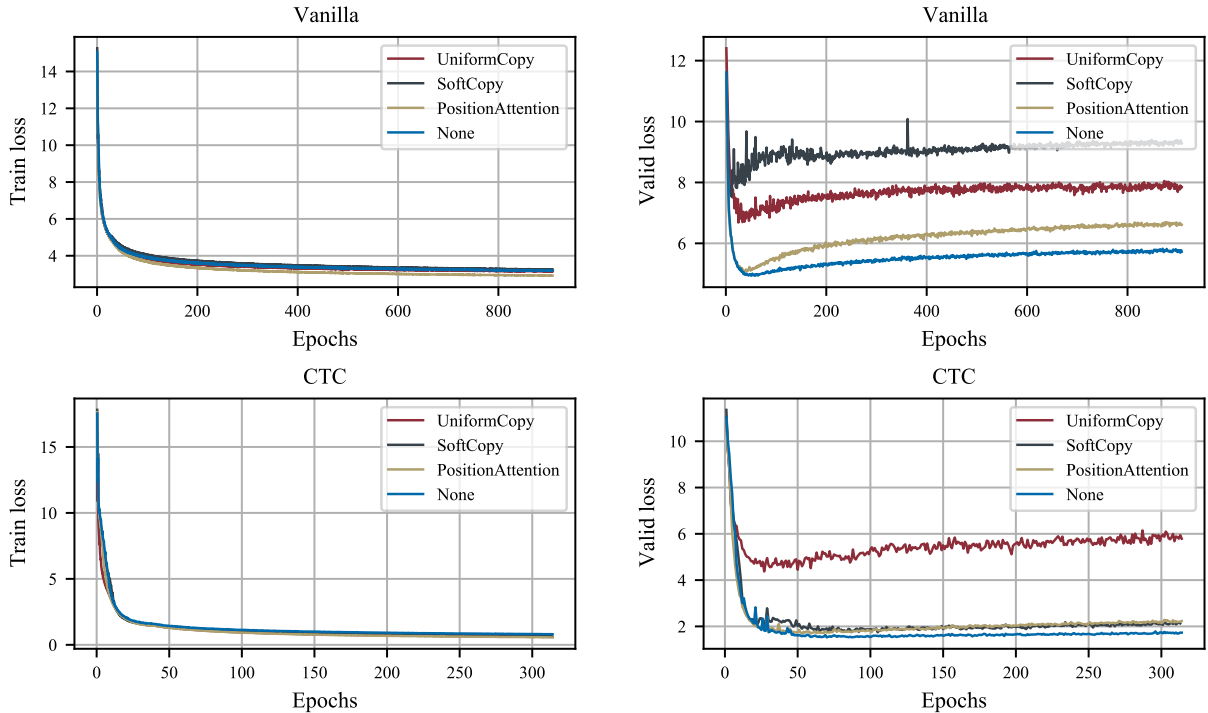 Vanilla
Train loss
14
12
10
8
6
4
0
200
400
600
800
Epochs
UniformCopy
SoftCopy
PositionAttention
None
Vanilla
Valid loss
12
10
8
6
0
200
400
600
800
Epochs
UniformCopy
SoftCopy
PositionAttention
None
CTC
Train loss
15
10
5
0
0
50
100
150
200
250
300
Epochs
UniformCopy
SoftCopy
PositionAttention
None
CTC
Valid loss
10
8
6
4
2
0
50
100
150
200
250
300
Epochs
UniformCopy
SoftCopy
PositionAttention
None